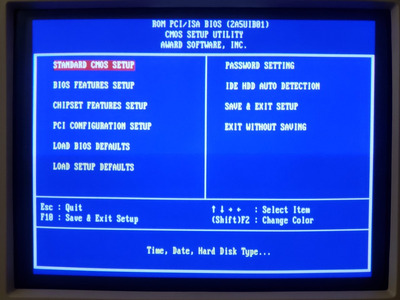 ROM PCI/ISA BIOS (2A5UIB01)
CMOS SETUP UTILITY
AWARD SOFTWARE, INC.
STANDARD CMOS SETUP
BIOS FEATURES SETUP
CHIPSET FEATURES SETUP
PCI CONFIGURATION SETUP
LOAD BIOS DEFAULTS
LOAD SETUP DEFAULTS
PASSWORD SETTING
IDE HDD AUTO DETECTION
SAVE & EXIT SETUP
EXIT WITHOUT SAVING
Esc : Quit
F10 : Save & Exit Setup
↑ ↓ → ← : Select Item
(Shift)F2 : Change Color
Time, Date, Hard Disk Type...